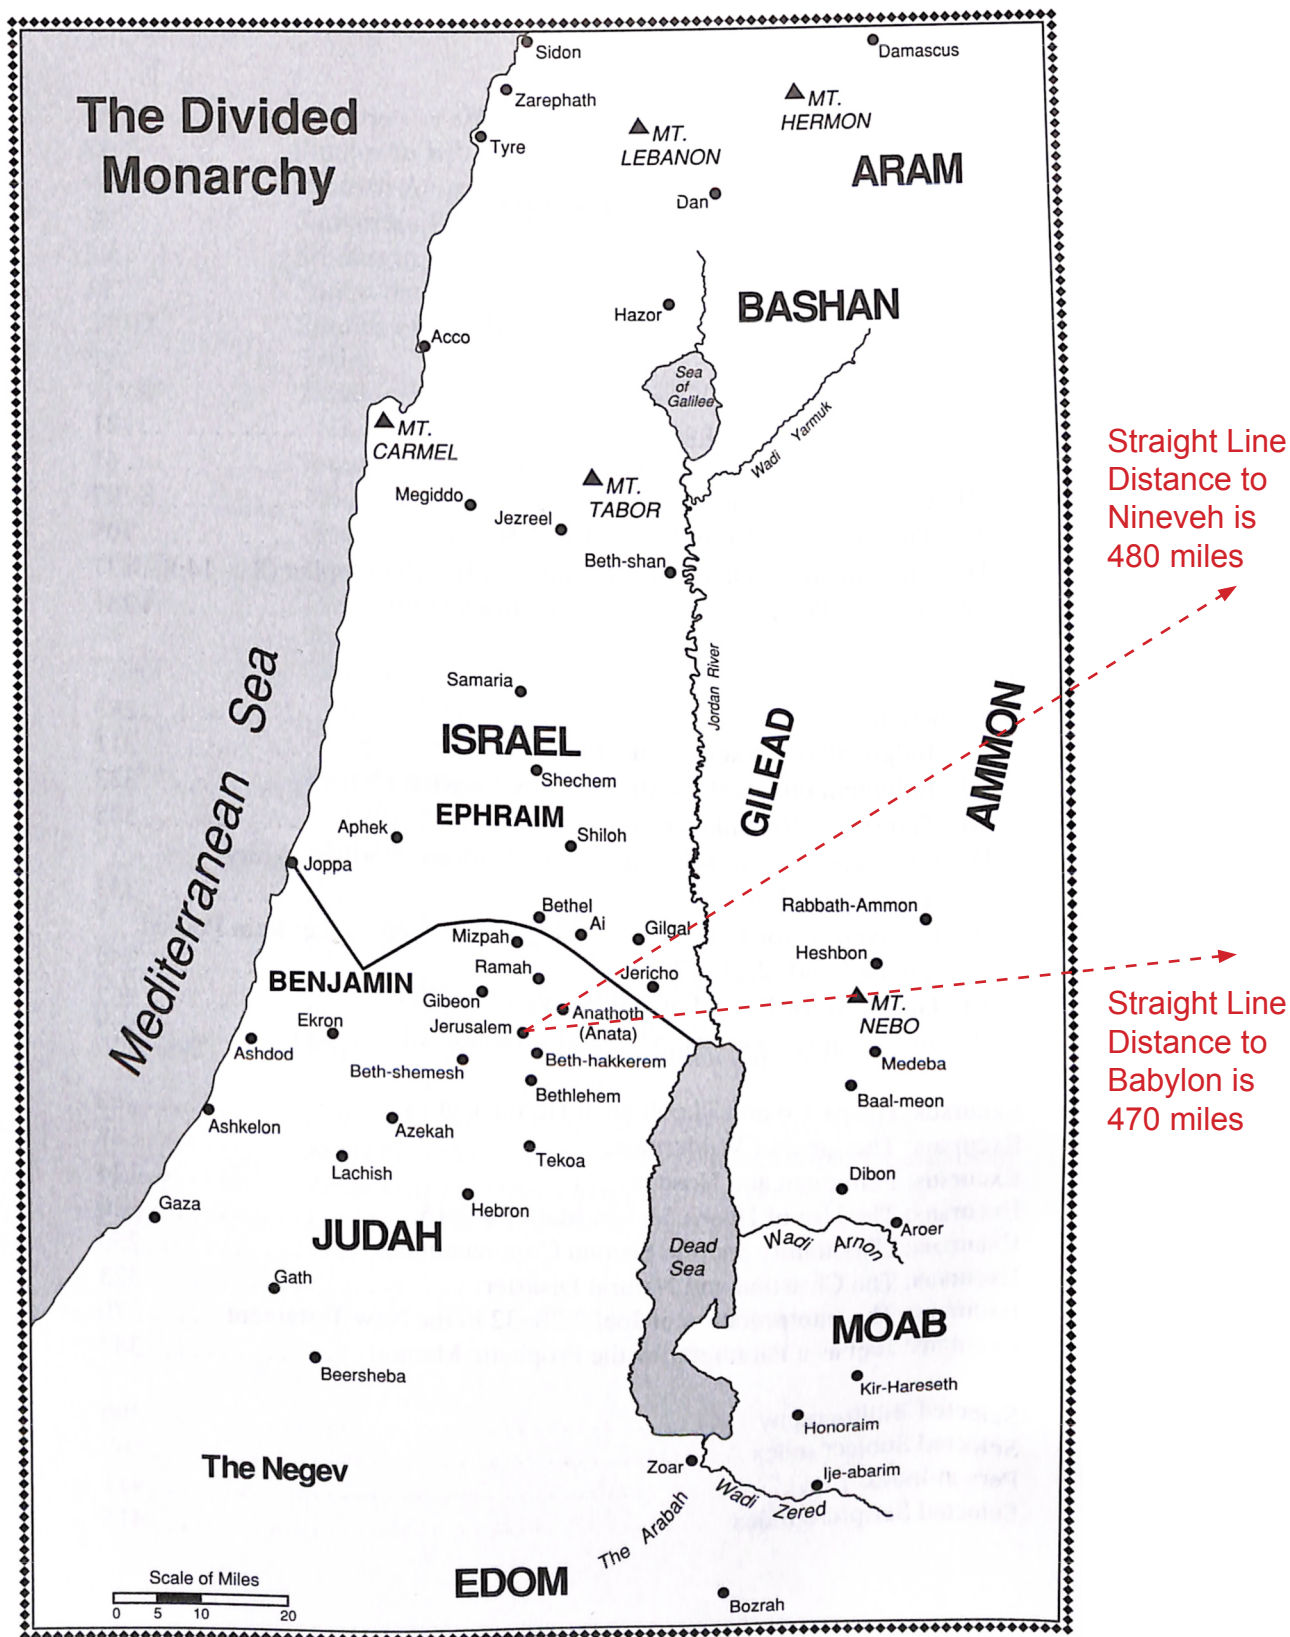 The Divided
Monarchy
Sidon
Damascus
Zarephath
MT.
HERMON
MT.
LEBANON
Tyre
ARAM
Dan
BASHAN
Hazor
Acco
Sea
of
Galilee
Wadi Yarmuk
MT.
CARMEL
Straight Line
Distance to
Nineveh is
480 miles
MT.
TABOR
Megiddo
Jezreel
Beth-shan
Mediterranean Sea
Jordan River
Samaria
ISRAEL
GILEAD
AMMON
Shechem
EPHRAIM
Aphek
Shiloh
Joppa
Bethel
Ai
Gilgal
Rabbath-Ammon
Mizpah
Heshbon
Ramah
Jericho
BENJAMIN
Gibeon
Anathoth
(Anata)
MT.
NEBO
Straight Line
Distance to
Babylon is
470 miles
Ekron
Jerusalem
Ashdod
Beth-shemesh
Beth-hakkerem
Medeba
Bethlehem
Baal-meon
Ashkelon
Azekah
Tekoa
Lachish
Dibon
Gaza
Hebron
Aroer
JUDAH
Wadi Arnon
Dead
Sea
Gath
MOAB
Beersheba
Kir-Hareseth
Honoraim
The Negev
Zoar
Ije-abarim
Wadi Zered
The Arabah
Scale of Miles
0 5 10 20
EDOM
Bozrah